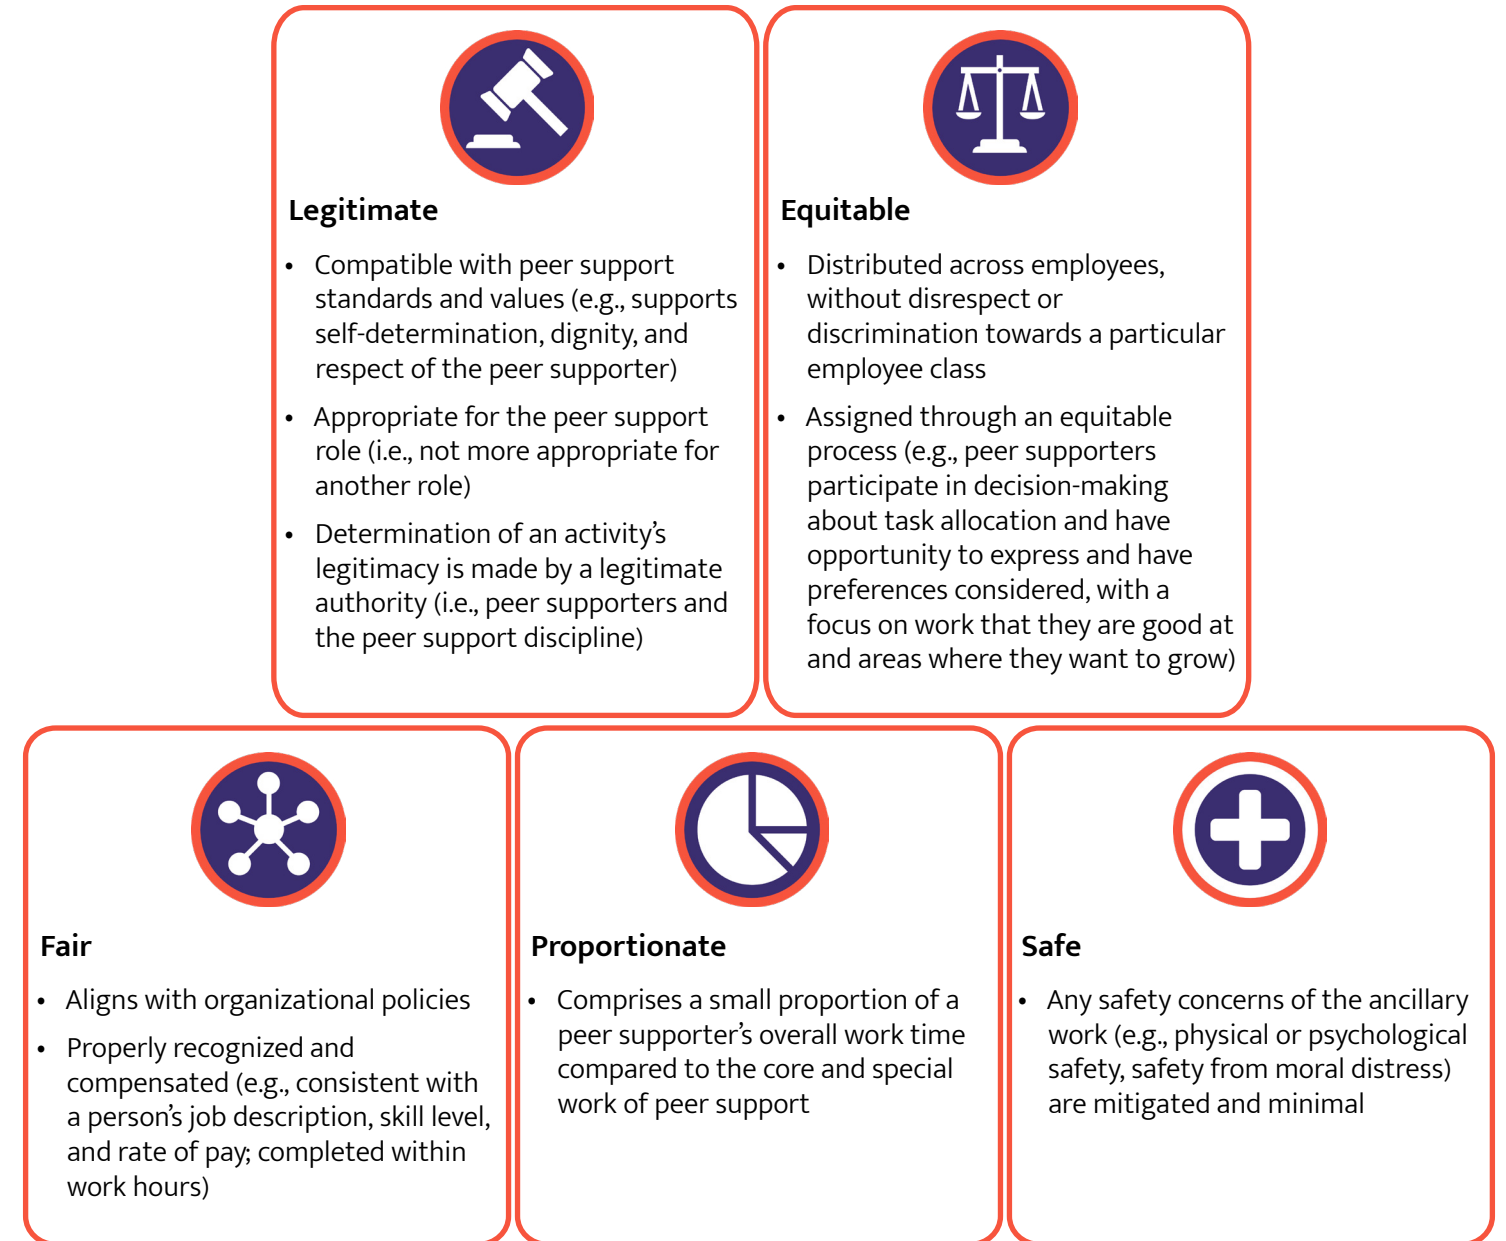 Legitimate
• Compatible with peer support
standards and values (e.g., supports
self-determination, dignity, and
respect of the peer supporter)
• Appropriate for the peer support
role (i.e., not more appropriate for
another role)
• Determination of an activity’s
legitimacy is made by a legitimate
authority (i.e., peer supporters and
the peer support discipline)
Equitable
• Distributed across employees,
without disrespect or
discrimination towards a particular
employee class
• Assigned through an equitable
process (e.g., peer supporters
participate in decision-making
about task allocation and have
opportunity to express and have
preferences considered, with a
focus on work that they are good at
and areas where they want to grow)
Fair
• Aligns with organizational policies
• Properly recognized and
compensated (e.g., consistent with
a person’s job description, skill level,
and rate of pay; completed within
work hours)
Proportionate
• Comprises a small proportion of a
peer supporter’s overall work time
compared to the core and special
work of peer support
Safe
• Any safety concerns of the ancillary
work (e.g., physical or psychological
safety, safety from moral distress)
are mitigated and minimal